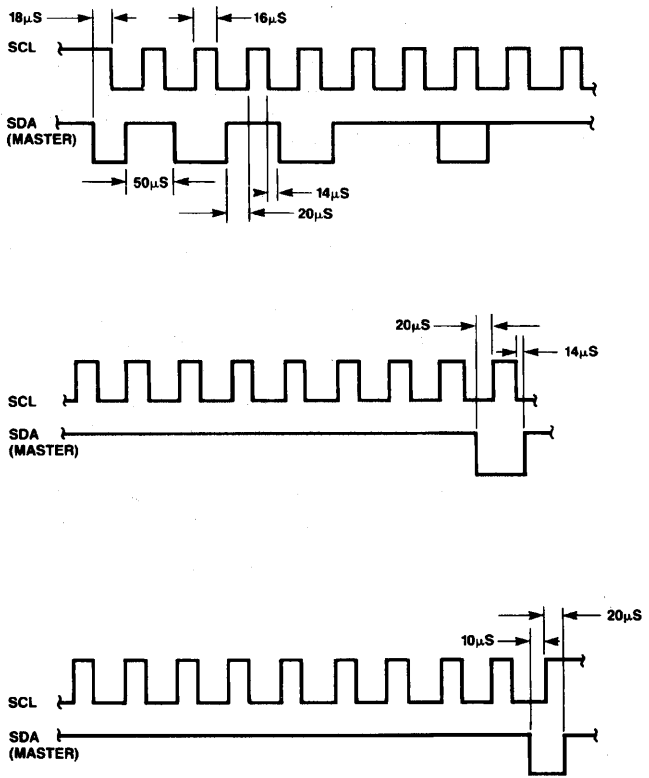 18μS
16μS
SCL
SDA
(MASTER)
50μS
14μS
20μS
20μS
14μS
SCL
SDA
(MASTER)
20μS
10μS
SCL
SDA
(MASTER)